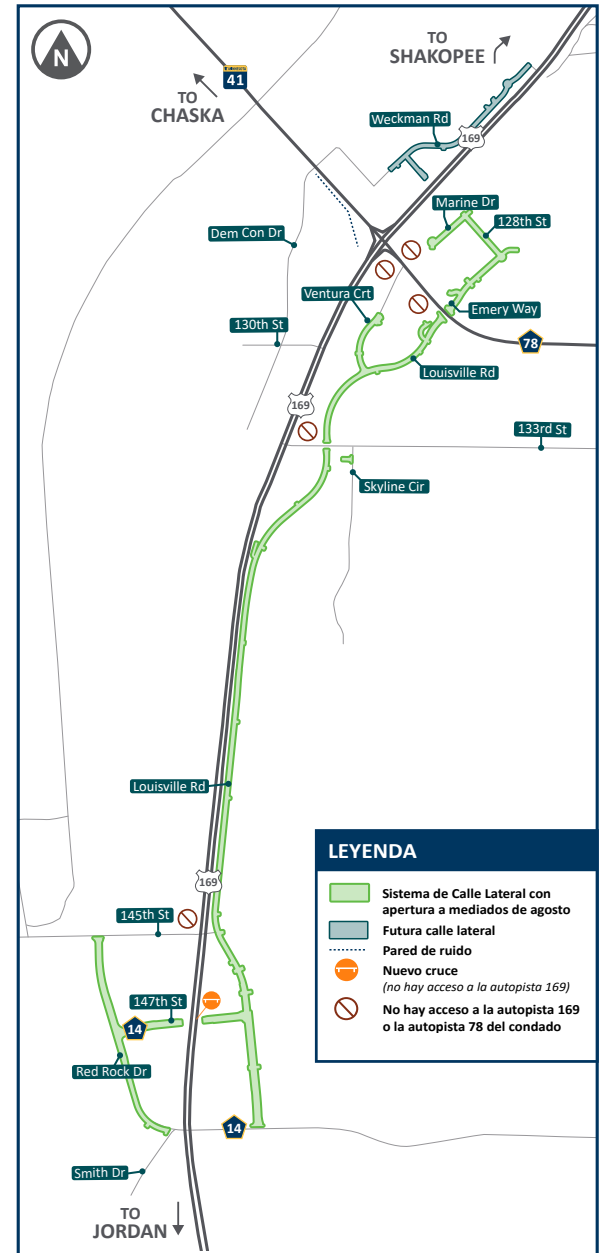 N
TO
SHAKOPEE
MINNESOTA
41
TO
CHASKA
Weckman Rd
169
Marine Dr
128th St
Dem Con Dr
Ventura Crt
Emery Way
130th St
78
Louisville Rd
169
133rd St
Skyline Cir
Louisville Rd
LEYENDA
Sistema de Calle Lateral con
apertura a mediados de agosto
Futura calle lateral
Pared de ruido
Nuevo cruce
(no hay acceso a la autopista 169)
No hay acceso a la autopista 169
o la autopista 78 del condado
169
145th St
147th St
14
Red Rock Dr
14
Smith Dr
TO
JORDAN